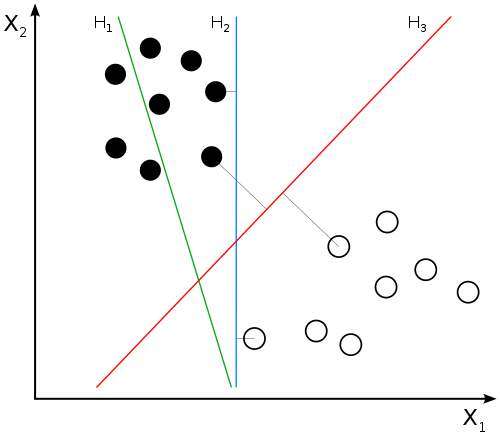 X₂
H₁ H₂ H₃
X₁